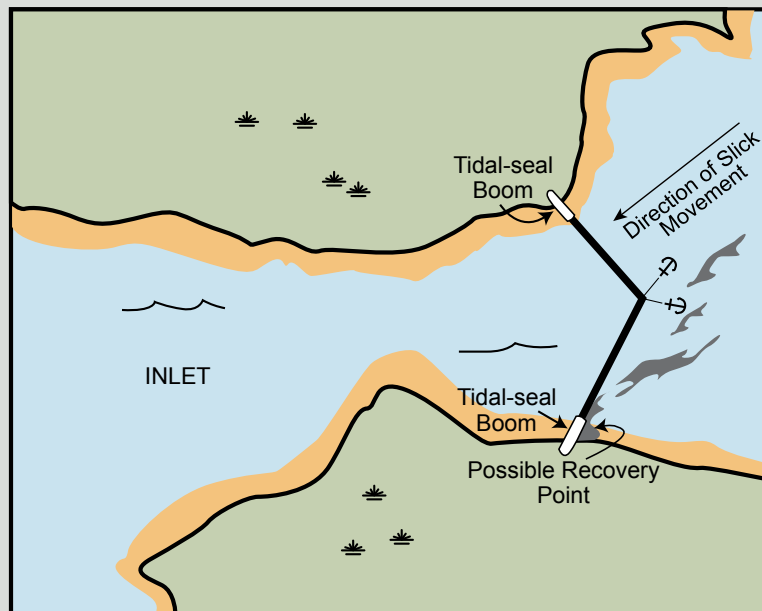 Tidal-seal
Boom
Direction of Slick
Movement
INLET
Tidal-seal
Boom
Possible Recovery
Point